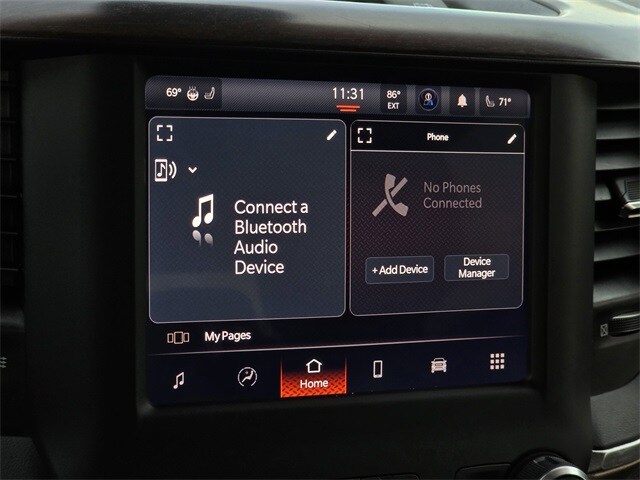 69°
11:31
86°
EXT
71°
Phone
Connect a
Bluetooth
Audio
Device
No Phones
Connected
+ Add Device
Device
Manager
My Pages
Home